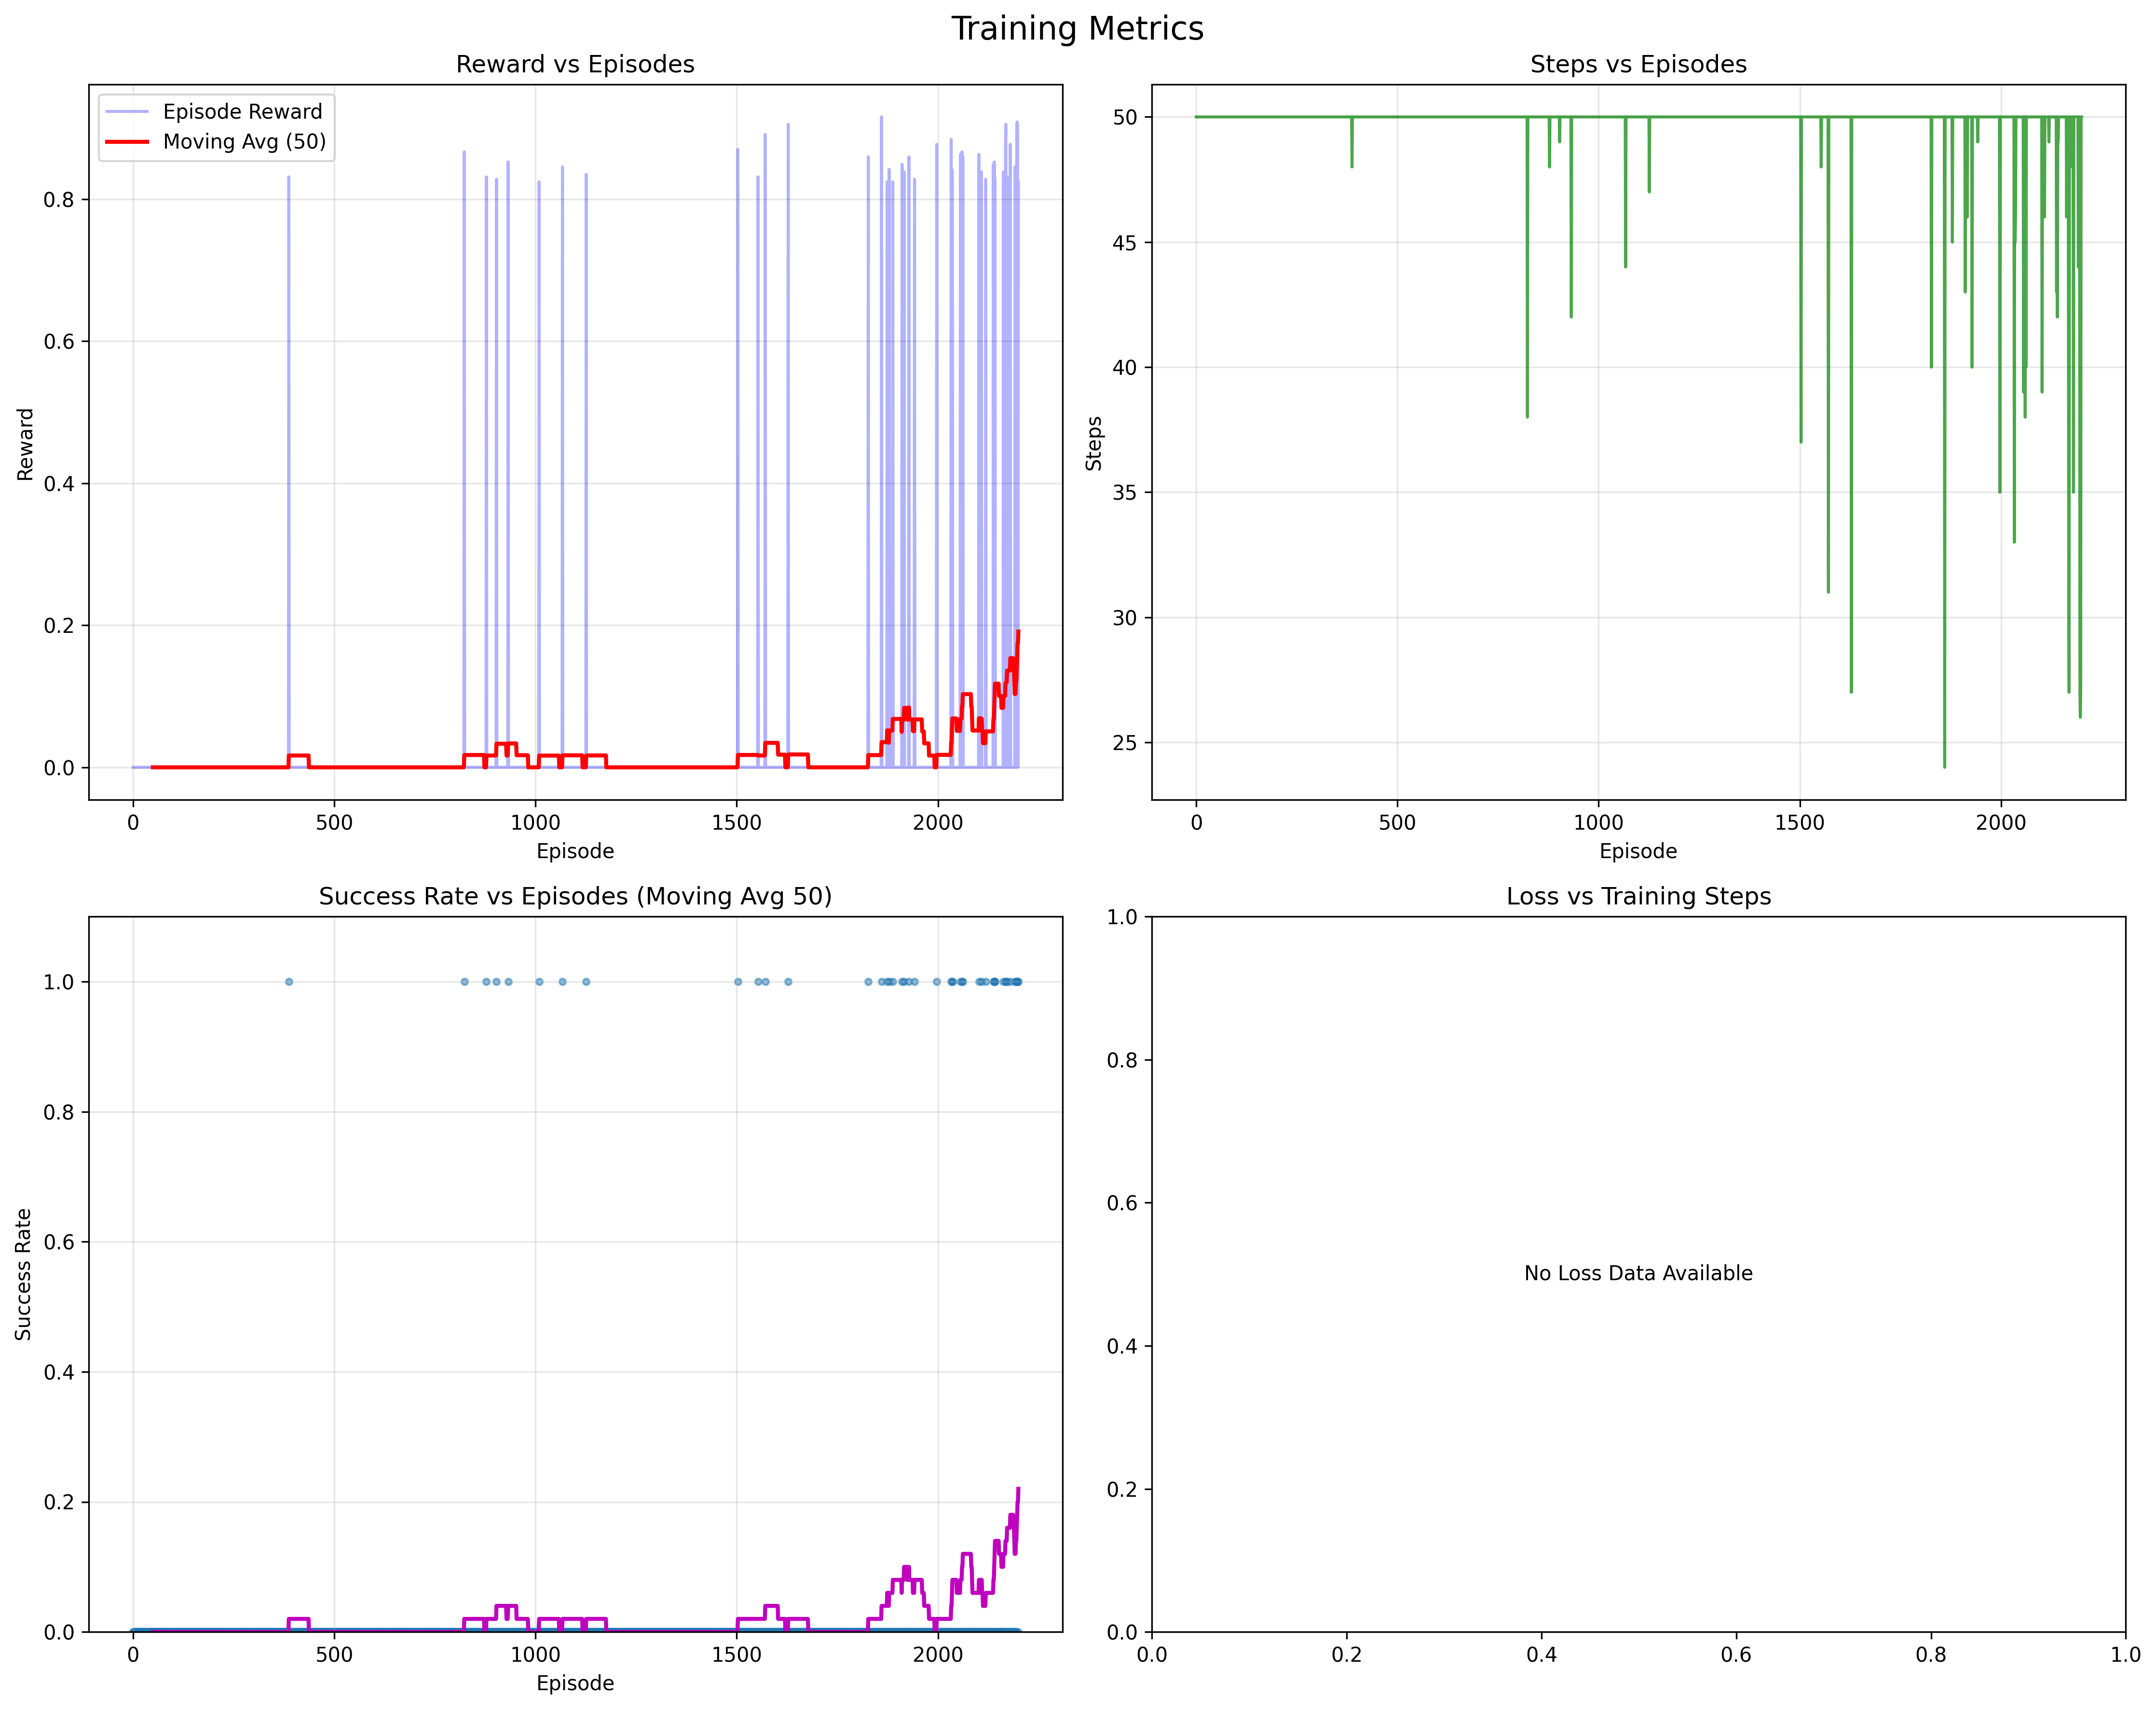 Training Metrics
Reward vs Episodes
Episode Reward
Moving Avg (50)
0.8
0.6
0.4
0.2
0.0
Reward
0 500 1000 1500 2000
Episode
Steps vs Episodes
50
45
40
35
30
25
Steps
0 500 1000 1500 2000
Episode
Success Rate vs Episodes (Moving Avg 50)
1.0
0.8
0.6
0.4
0.2
0.0
Success Rate
0 500 1000 1500 2000
Episode
Loss vs Training Steps
1.0
0.8
0.6
0.4
0.2
0.0
No Loss Data Available
0.0 0.2 0.4 0.6 0.8 1.0